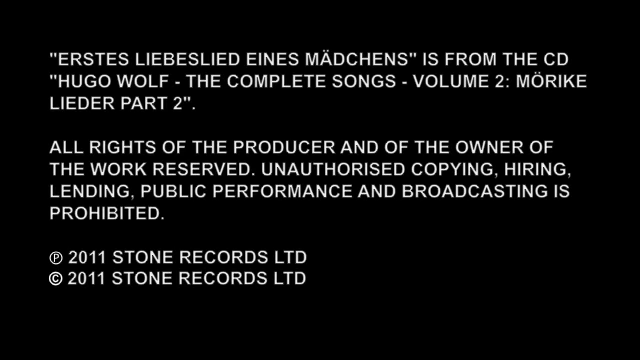 "ERSTES LIEBESLIED EINES MÄDCHENS" IS FROM THE CD
"HUGO WOLF - THE COMPLETE SONGS - VOLUME 2: MÖRIKE
LIEDER PART 2".
ALL RIGHTS OF THE PRODUCER AND OF THE OWNER OF
THE WORK RESERVED. UNAUTHORISED COPYING, HIRING,
LENDING, PUBLIC PERFORMANCE AND BROADCASTING IS
PROHIBITED.
℗ 2011 STONE RECORDS LTD
© 2011 STONE RECORDS LTD